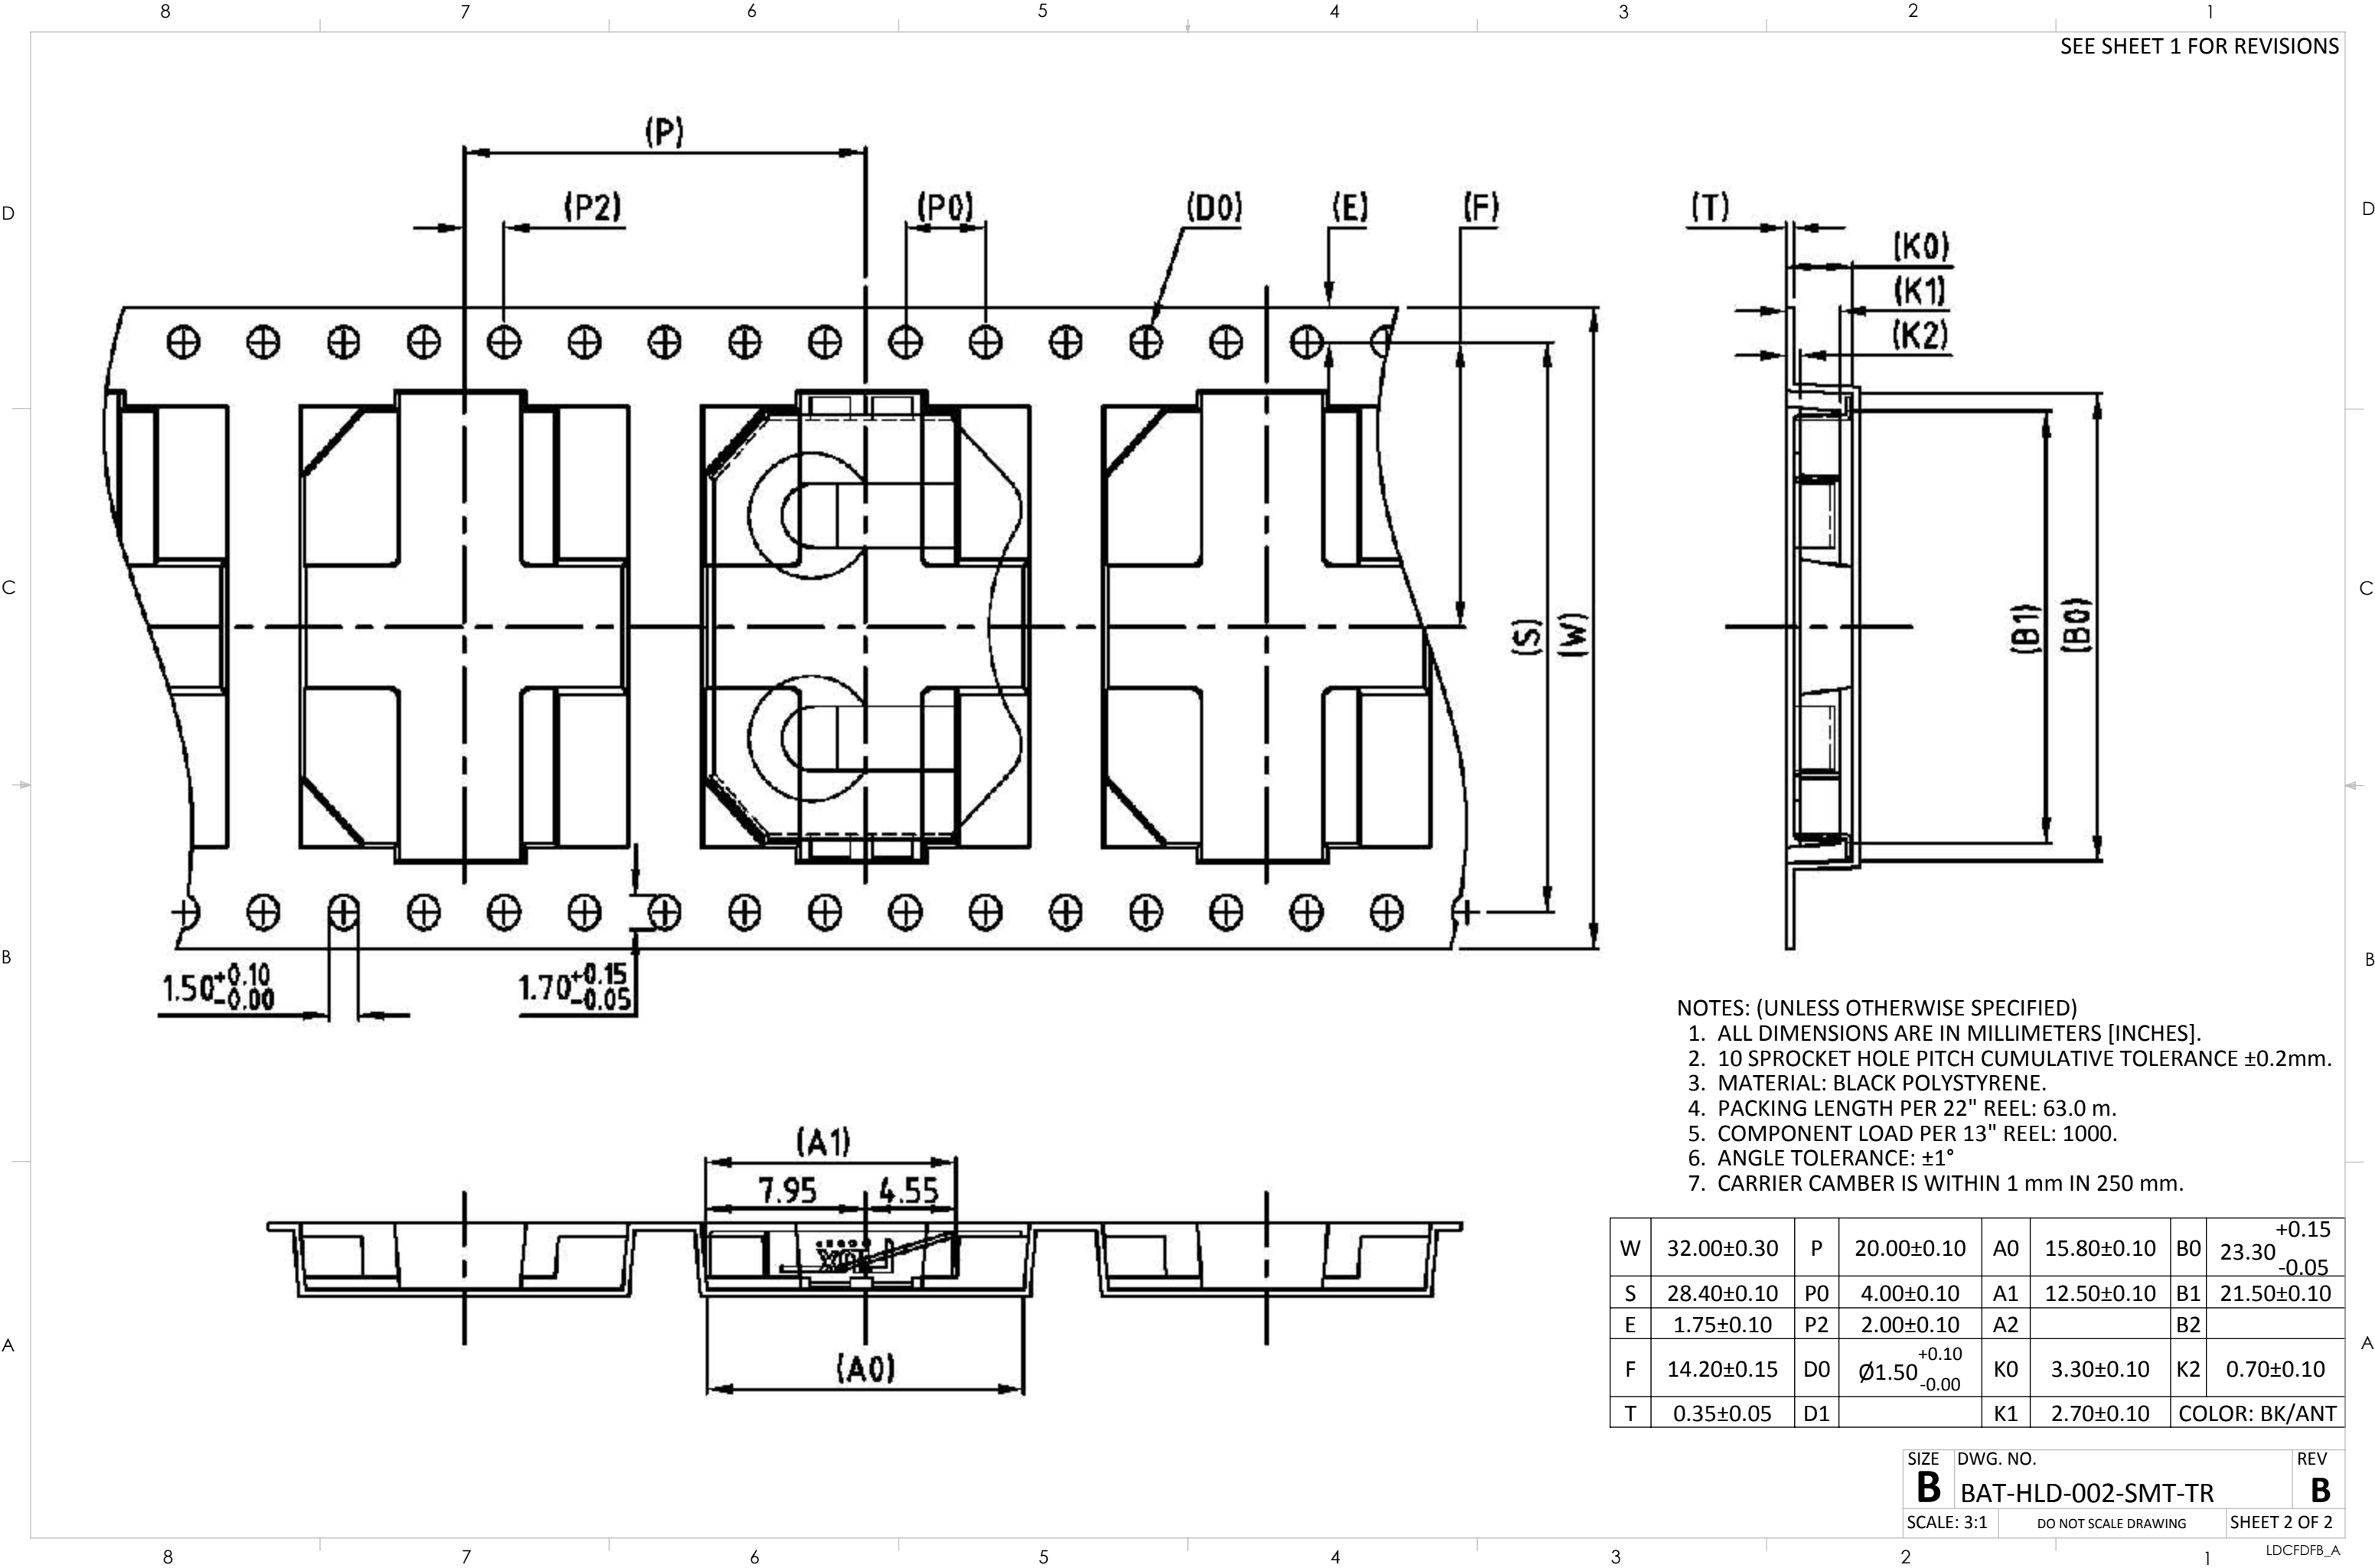 8 7 6 5 4 3 2 1
SEE SHEET 1 FOR REVISIONS
(P)
D (P2) (P0) (D0) (E) (F) (T) D
(K0)
(K1)
(K2)
C C
(S) (W) (B1) (B0)
B B
1.50 +0.10 -0.00
1.70 +0.15 -0.05
NOTES: (UNLESS OTHERWISE SPECIFIED)
1. ALL DIMENSIONS ARE IN MILLIMETERS [INCHES].
2. 10 SPROCKET HOLE PITCH CUMULATIVE TOLERANCE ±0.2mm.
3. MATERIAL: BLACK POLYSTYRENE.
4. PACKING LENGTH PER 22" REEL: 63.0 m.
5. COMPONENT LOAD PER 13" REEL: 1000.
6. ANGLE TOLERANCE: ±1°
7. CARRIER CAMBER IS WITHIN 1 mm IN 250 mm.
(A1)
7.95 4.55
(A0)
A A
W 32.00±0.30 P 20.00±0.10 A0 15.80±0.10 B0 23.30 +0.15 -0.05
S 28.40±0.10 P0 4.00±0.10 A1 12.50±0.10 B1 21.50±0.10
E 1.75±0.10 P2 2.00±0.10 A2 B2
F 14.20±0.15 D0 Ø1.50 +0.10 -0.00 K0 3.30±0.10 K2 0.70±0.10
T 0.35±0.05 D1 K1 2.70±0.10 COLOR: BK/ANT
SIZE DWG. NO. REV
B BAT-HLD-002-SMT-TR B
SCALE: 3:1 DO NOT SCALE DRAWING SHEET 2 OF 2
8 7 6 5 4 3 2 1
LDCFDFB_A